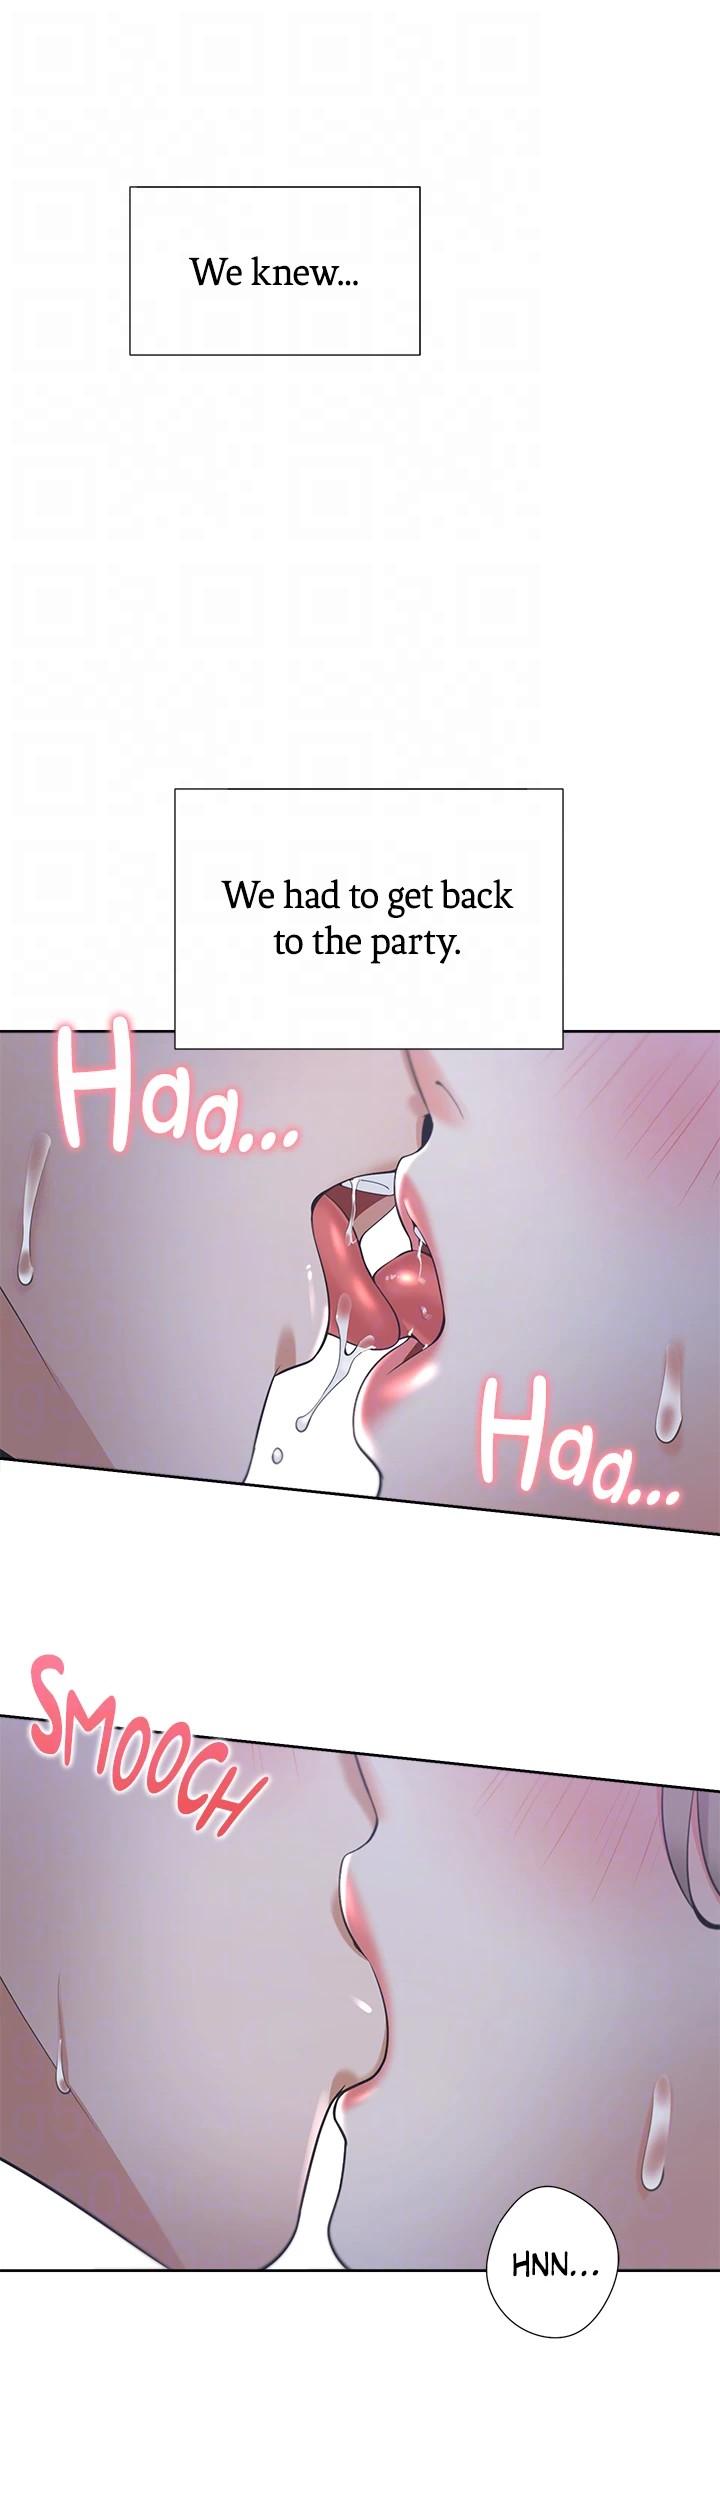 We knew...
We had to get back
to the party.
Haa...
Haa...
SMOOCH
HNN...